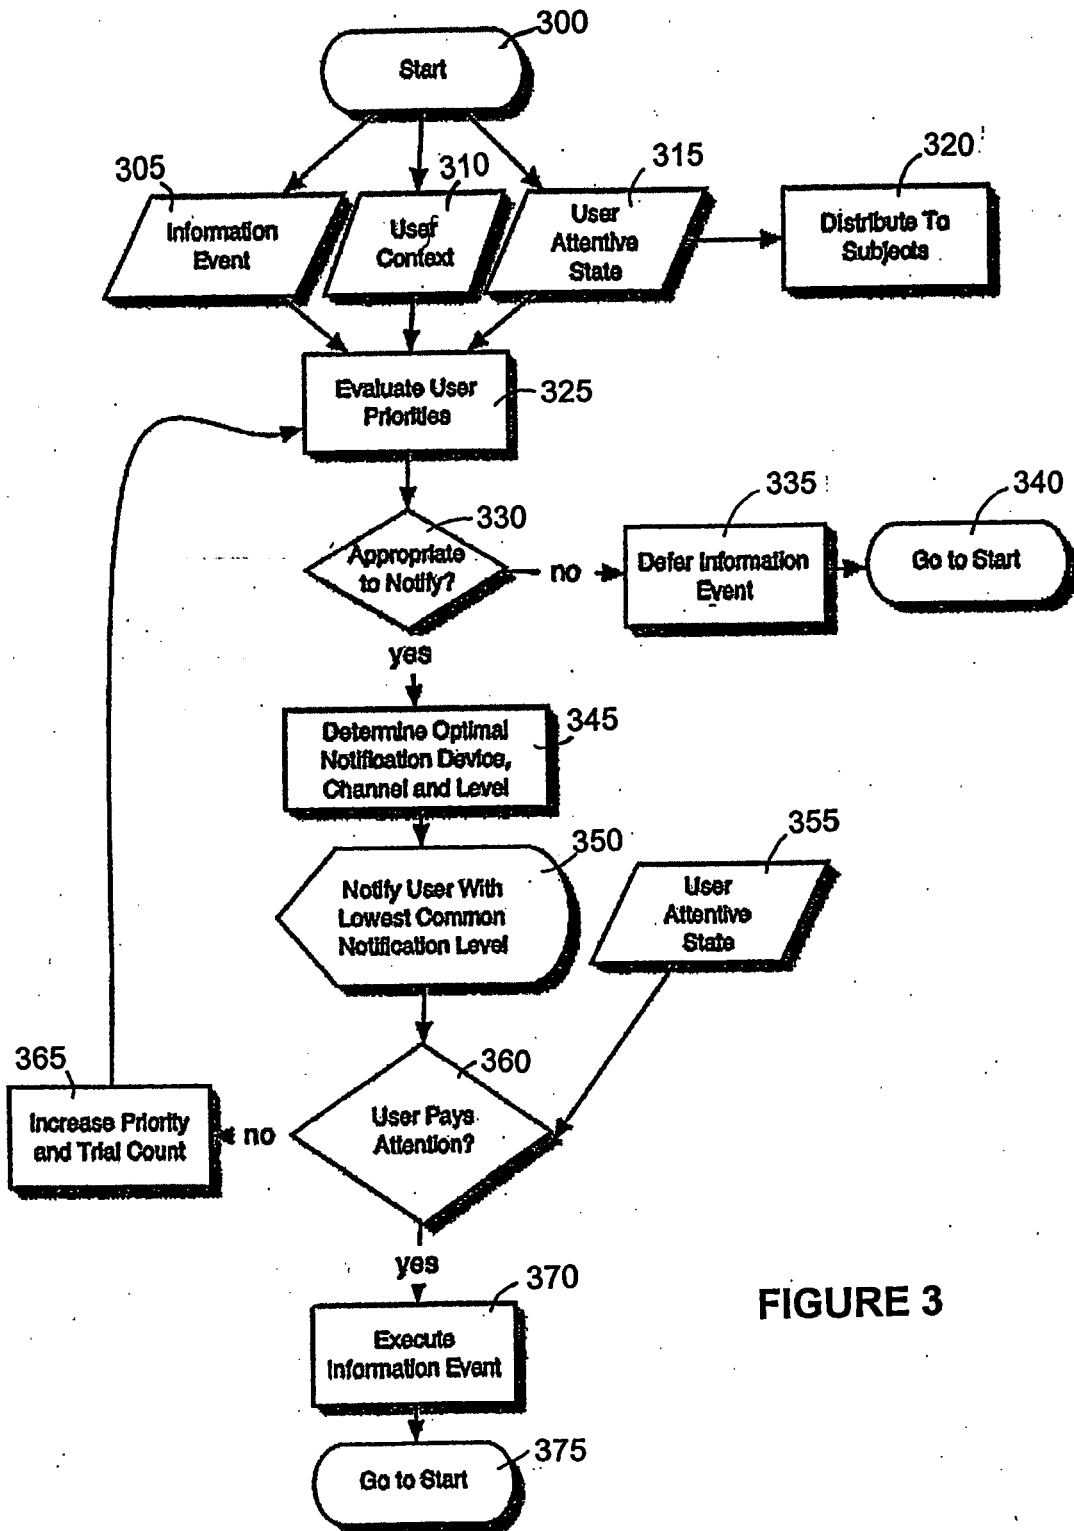 300
Start
305
310
315
320
Information
Event
User
Context
User
Attentive
State
Distribute To
Subjects
Evaluate User
Priorities
325
330
335
340
Appropriate
to Notify?
no
Defer Information
Event
Go to Start
yes
Determine Optimal
Notification Device,
Channel and Level
345
350
355
Notify User With
Lowest Common
Notification Level
User
Attentive
State
360
365
User Pays
Attention?
no
Increase Priority
and Trial Count
yes
370
Execute
Information Event
FIGURE 3
375
Go to Start